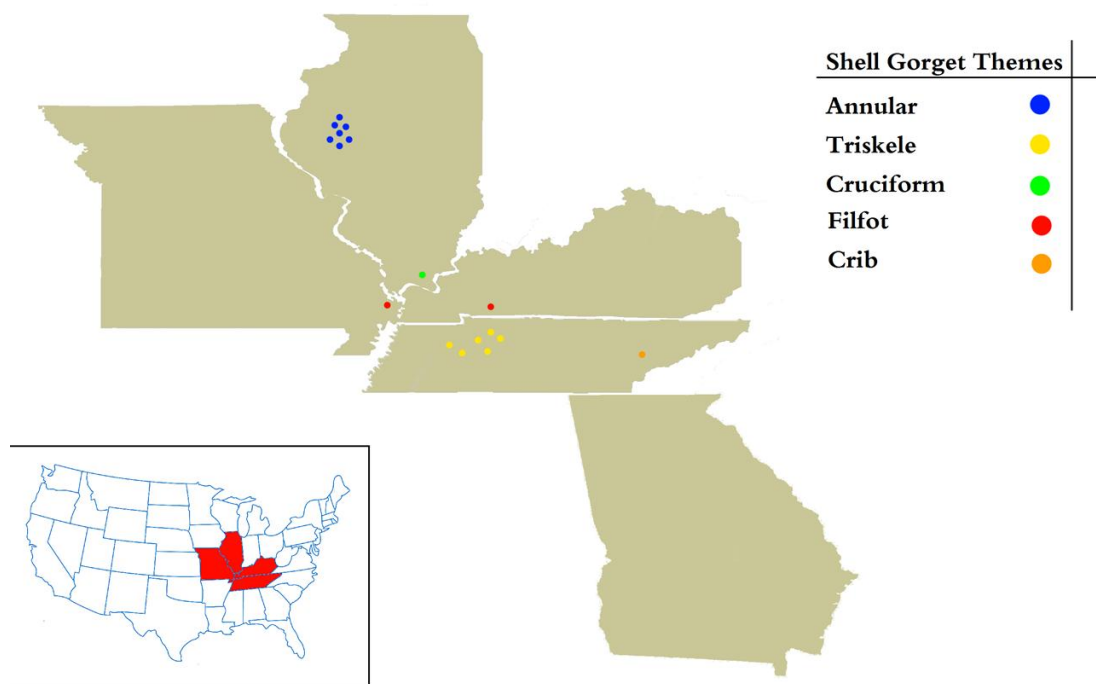 Shell Gorget Themes
Annular
Triskele
Cruciform
Filfot
Crib